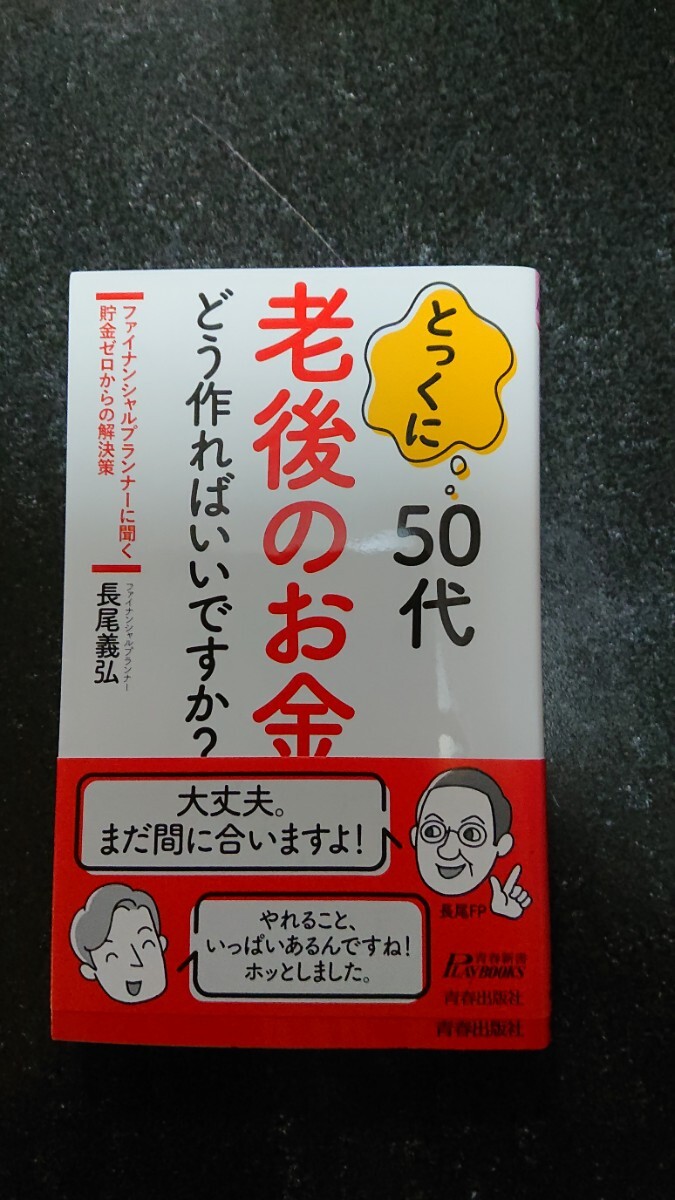 とっくに
50代
老後のお金
どう作ればいいですか?
ファイナンシャルプランナーに聞く
貯金ゼロからの解決策
ファイナンシャルプランナー
長尾義弘
大丈夫。
まだ間に合いますよ!
長尾FP
やれること、
いっぱいあるんですね!
ホッとしました。
青春新書
PLAYBOOKS
青春出版社
青春出版社